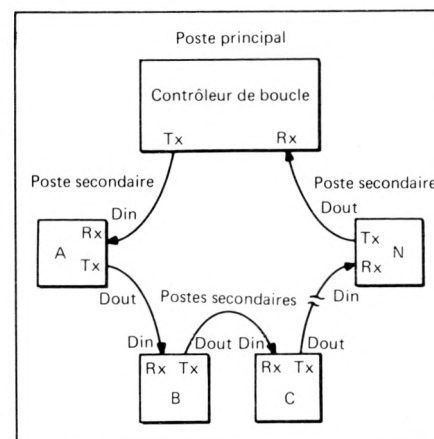 Poste principal
Contrôleur de boucle
Tx Rx
Poste secondaire Poste secondaire
Din Dout
Rx Tx
A N
Tx Rx
Dout Postes secondaires Din
Din Dout Din Dout
Rx Tx Rx Tx
B C